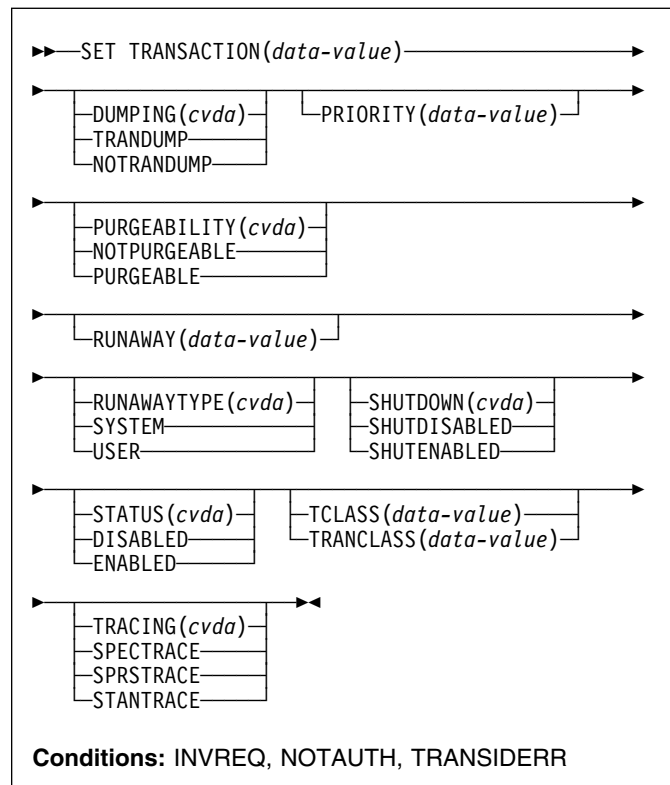 SET TRANSACTION(data-value)
DUMPING(cvda) PRIORITY(data-value)
TRANDUMP
NOTRANDUMP
PURGEABILITY(cvda)
NOTPURGEABLE
PURGEABLE
RUNAWAY(data-value)
RUNAWAYTYPE(cvda) SHUTDOWN(cvda)
SYSTEM SHUTDISABLED
USER SHUTENABLED
STATUS(cvda) TCLASS(data-value)
DISABLED TRANCLASS(data-value)
ENABLED
TRACING(cvda)
SPECTRACE
SPRSTRACE
STANTRACE
Conditions: INVREQ, NOTAUTH, TRANSIDERR